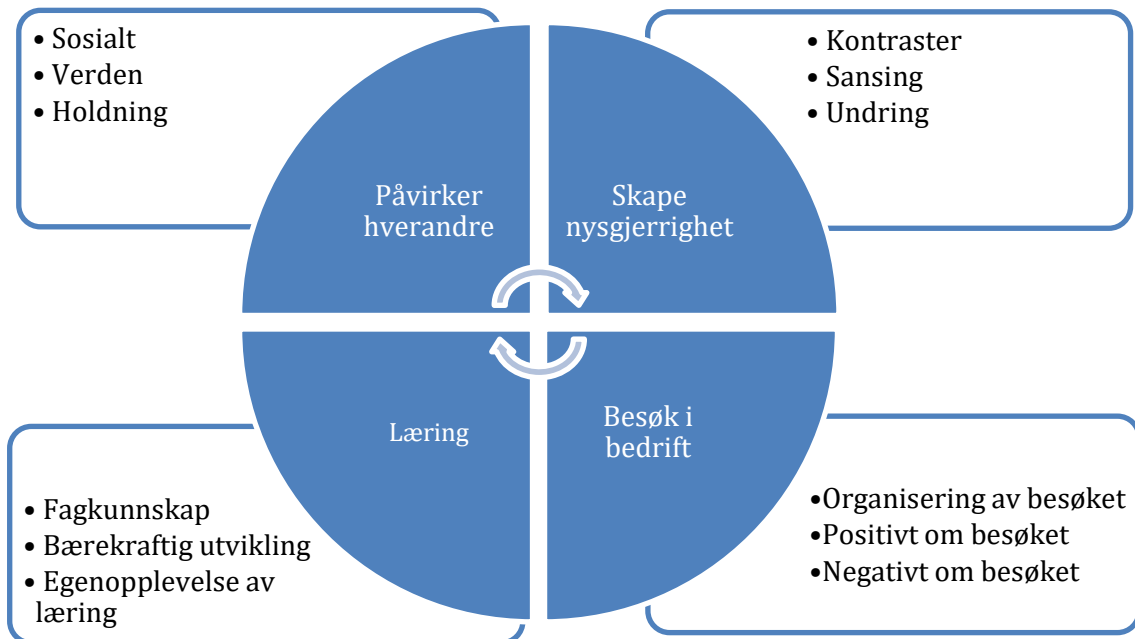 • Sosialt
• Verden
• Holdning
• Kontraster
• Sansing
• Undring
Påvirker
hverandre
Skape
nysgjerrighet
Læring
Besøk i
bedrift
• Fagkunnskap
• Bærekraftig utvikling
• Egenopplevelse av
læring
•Organisering av besøket
•Positivt om besøket
•Negativt om besøket